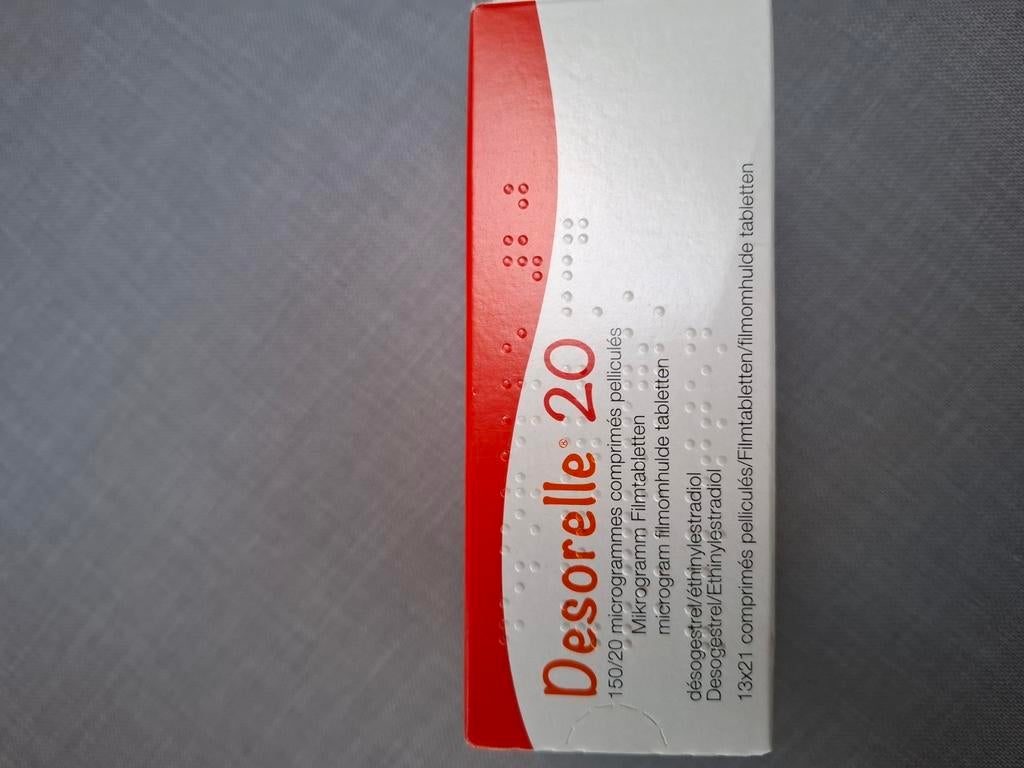 Desorelle® 20
150/20 microgrammes comprimés pelliculés
Mikrogramm Filmtabletten
microgram filmomhulde tabletten
désogestrel/éthinylestradiol
Desogestrel/Ethinylestradiol
13x21 comprimés pelliculés/Filmtabletten/filmomhulde tabletten